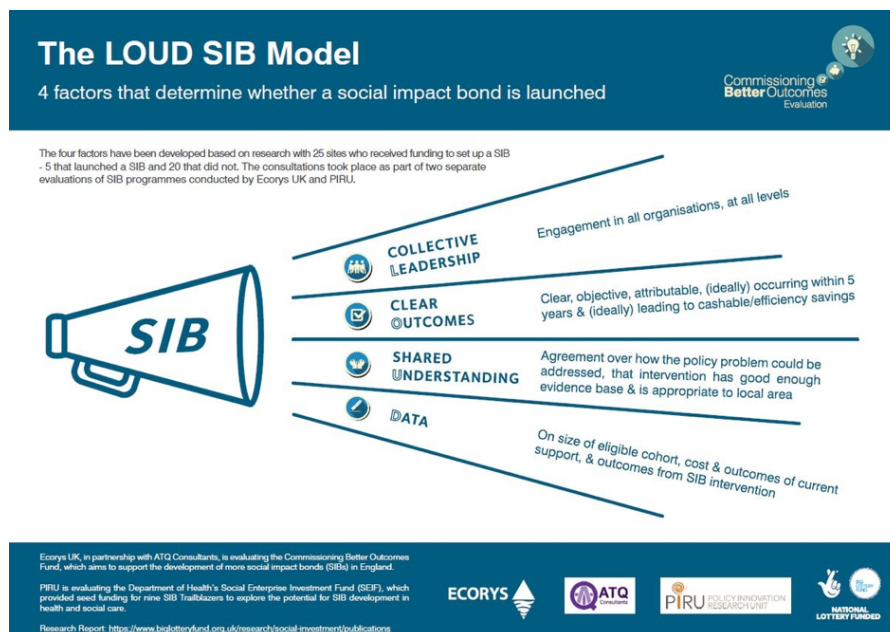 The LOUD SIB Model
4 factors that determine whether a social impact bond is launched
Commissioning
Better Outcomes
Evaluation
The four factors have been developed based on research with 25 sites who received funding to set up a SIB
- 5 that launched a SIB and 20 that did not. The consultations took place as part of two separate
evaluations of SIB programmes conducted by Ecorys UK and PIRU.
SIB
COLLECTIVE
LEADERSHIP
Engagement in all organisations, at all levels
CLEAR
OUTCOMES
Clear, objective, attributable, (ideally) occurring within 5
years & (ideally) leading to cashable/efficiency savings
SHARED
UNDERSTANDING
Agreement over how the policy problem could be
addressed, that intervention has good enough
evidence base & is appropriate to local area
DATA
On size of eligible cohort, cost & outcomes of current
support, & outcomes from SIB intervention
Ecorys UK, in partnership with ATQ Consultants, is evaluating the Commissioning Better Outcomes
Fund, which aims to support the development of more social impact bonds (SIBs) in England.
PIRU is evaluating the Department of Health's Social Enterprise Investment Fund (SEIF), which
provided seed funding for nine SIB Trailblazers to explore the potential for SIB development in
health and social care.
Research Report: https://www.biglotteryfund.org.uk/research/social-investment/publications
ECORYS
ATQ
Consultants
PIRU
POLICY INNOVATION
RESEARCH UNIT
BIG
LOTTERY
FUND
NATIONAL
LOTTERY FUNDED